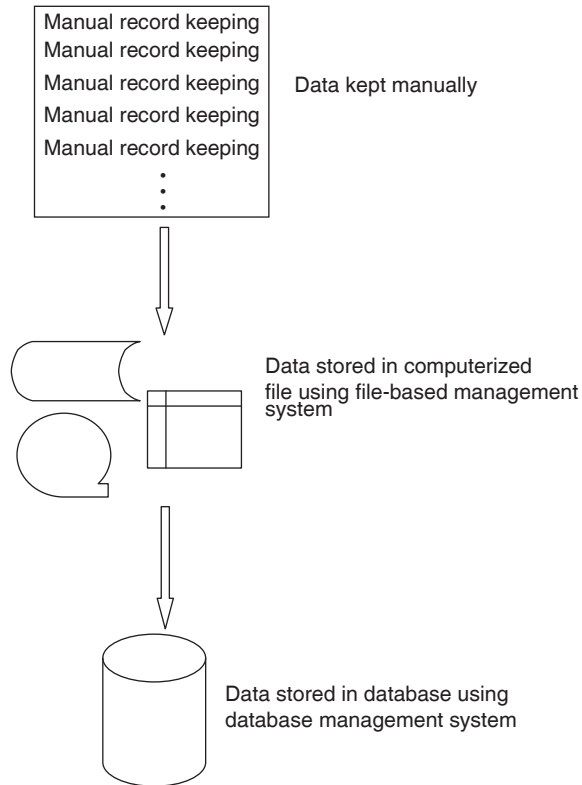 Manual record keeping
Manual record keeping
Manual record keeping
Manual record keeping
Manual record keeping
Data kept manually
Data stored in computerized
file using file-based management
system
Data stored in database using
database management system